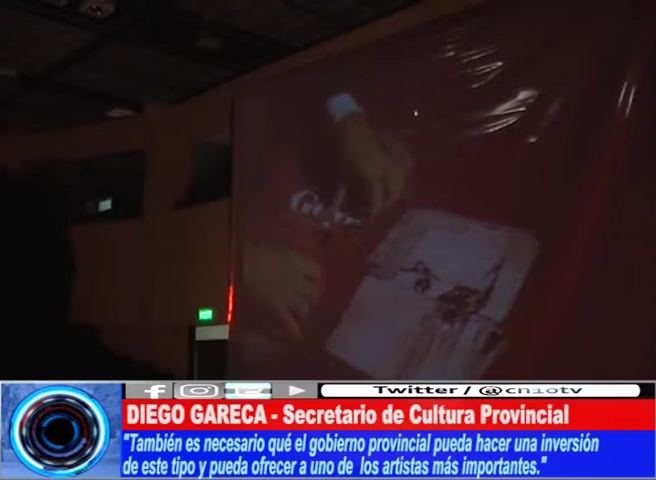 Twitter / @cn10tv
DIEGO GARECA - Secretario de Cultura Provincial
"También es necesario qué el gobierno provincial pueda hacer una inversión
de este tipo y pueda ofrecer a uno de los artistas más importantes."